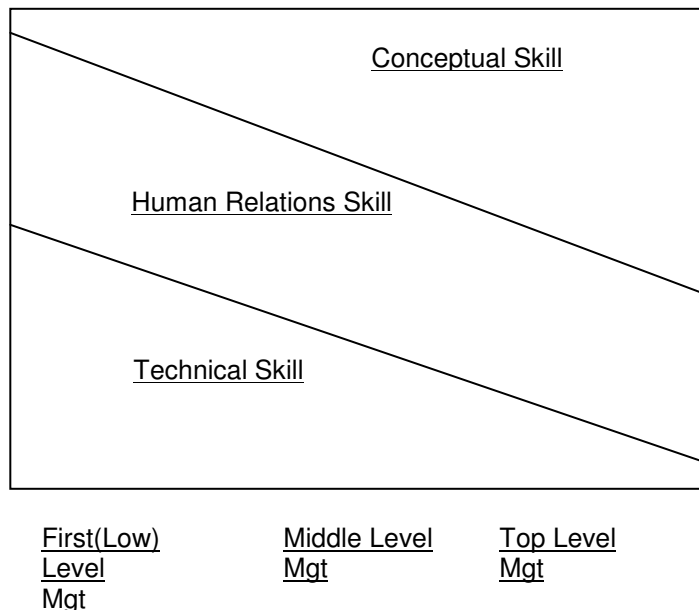 Conceptual Skill
Human Relations Skill
Technical Skill
First(Low)
Level
Mgt
Middle Level
Mgt
Top Level
Mgt